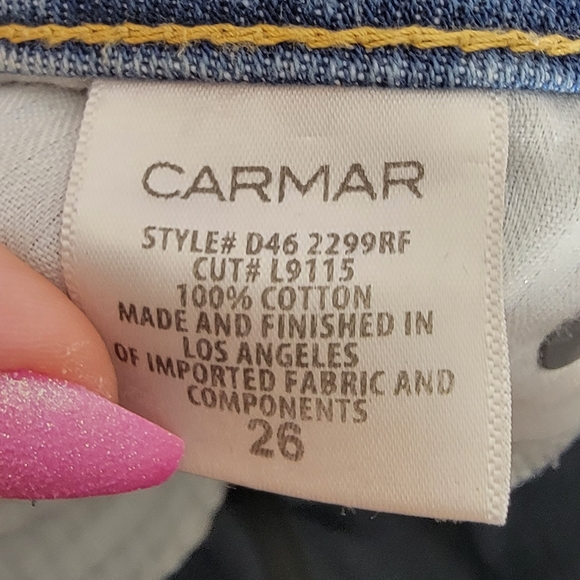 CARMAR
STYLE# D46 2299RF
CUT# L9115
100% COTTON
MADE AND FINISHED IN
LOS ANGELES
OF IMPORTED FABRIC AND
COMPONENTS
26